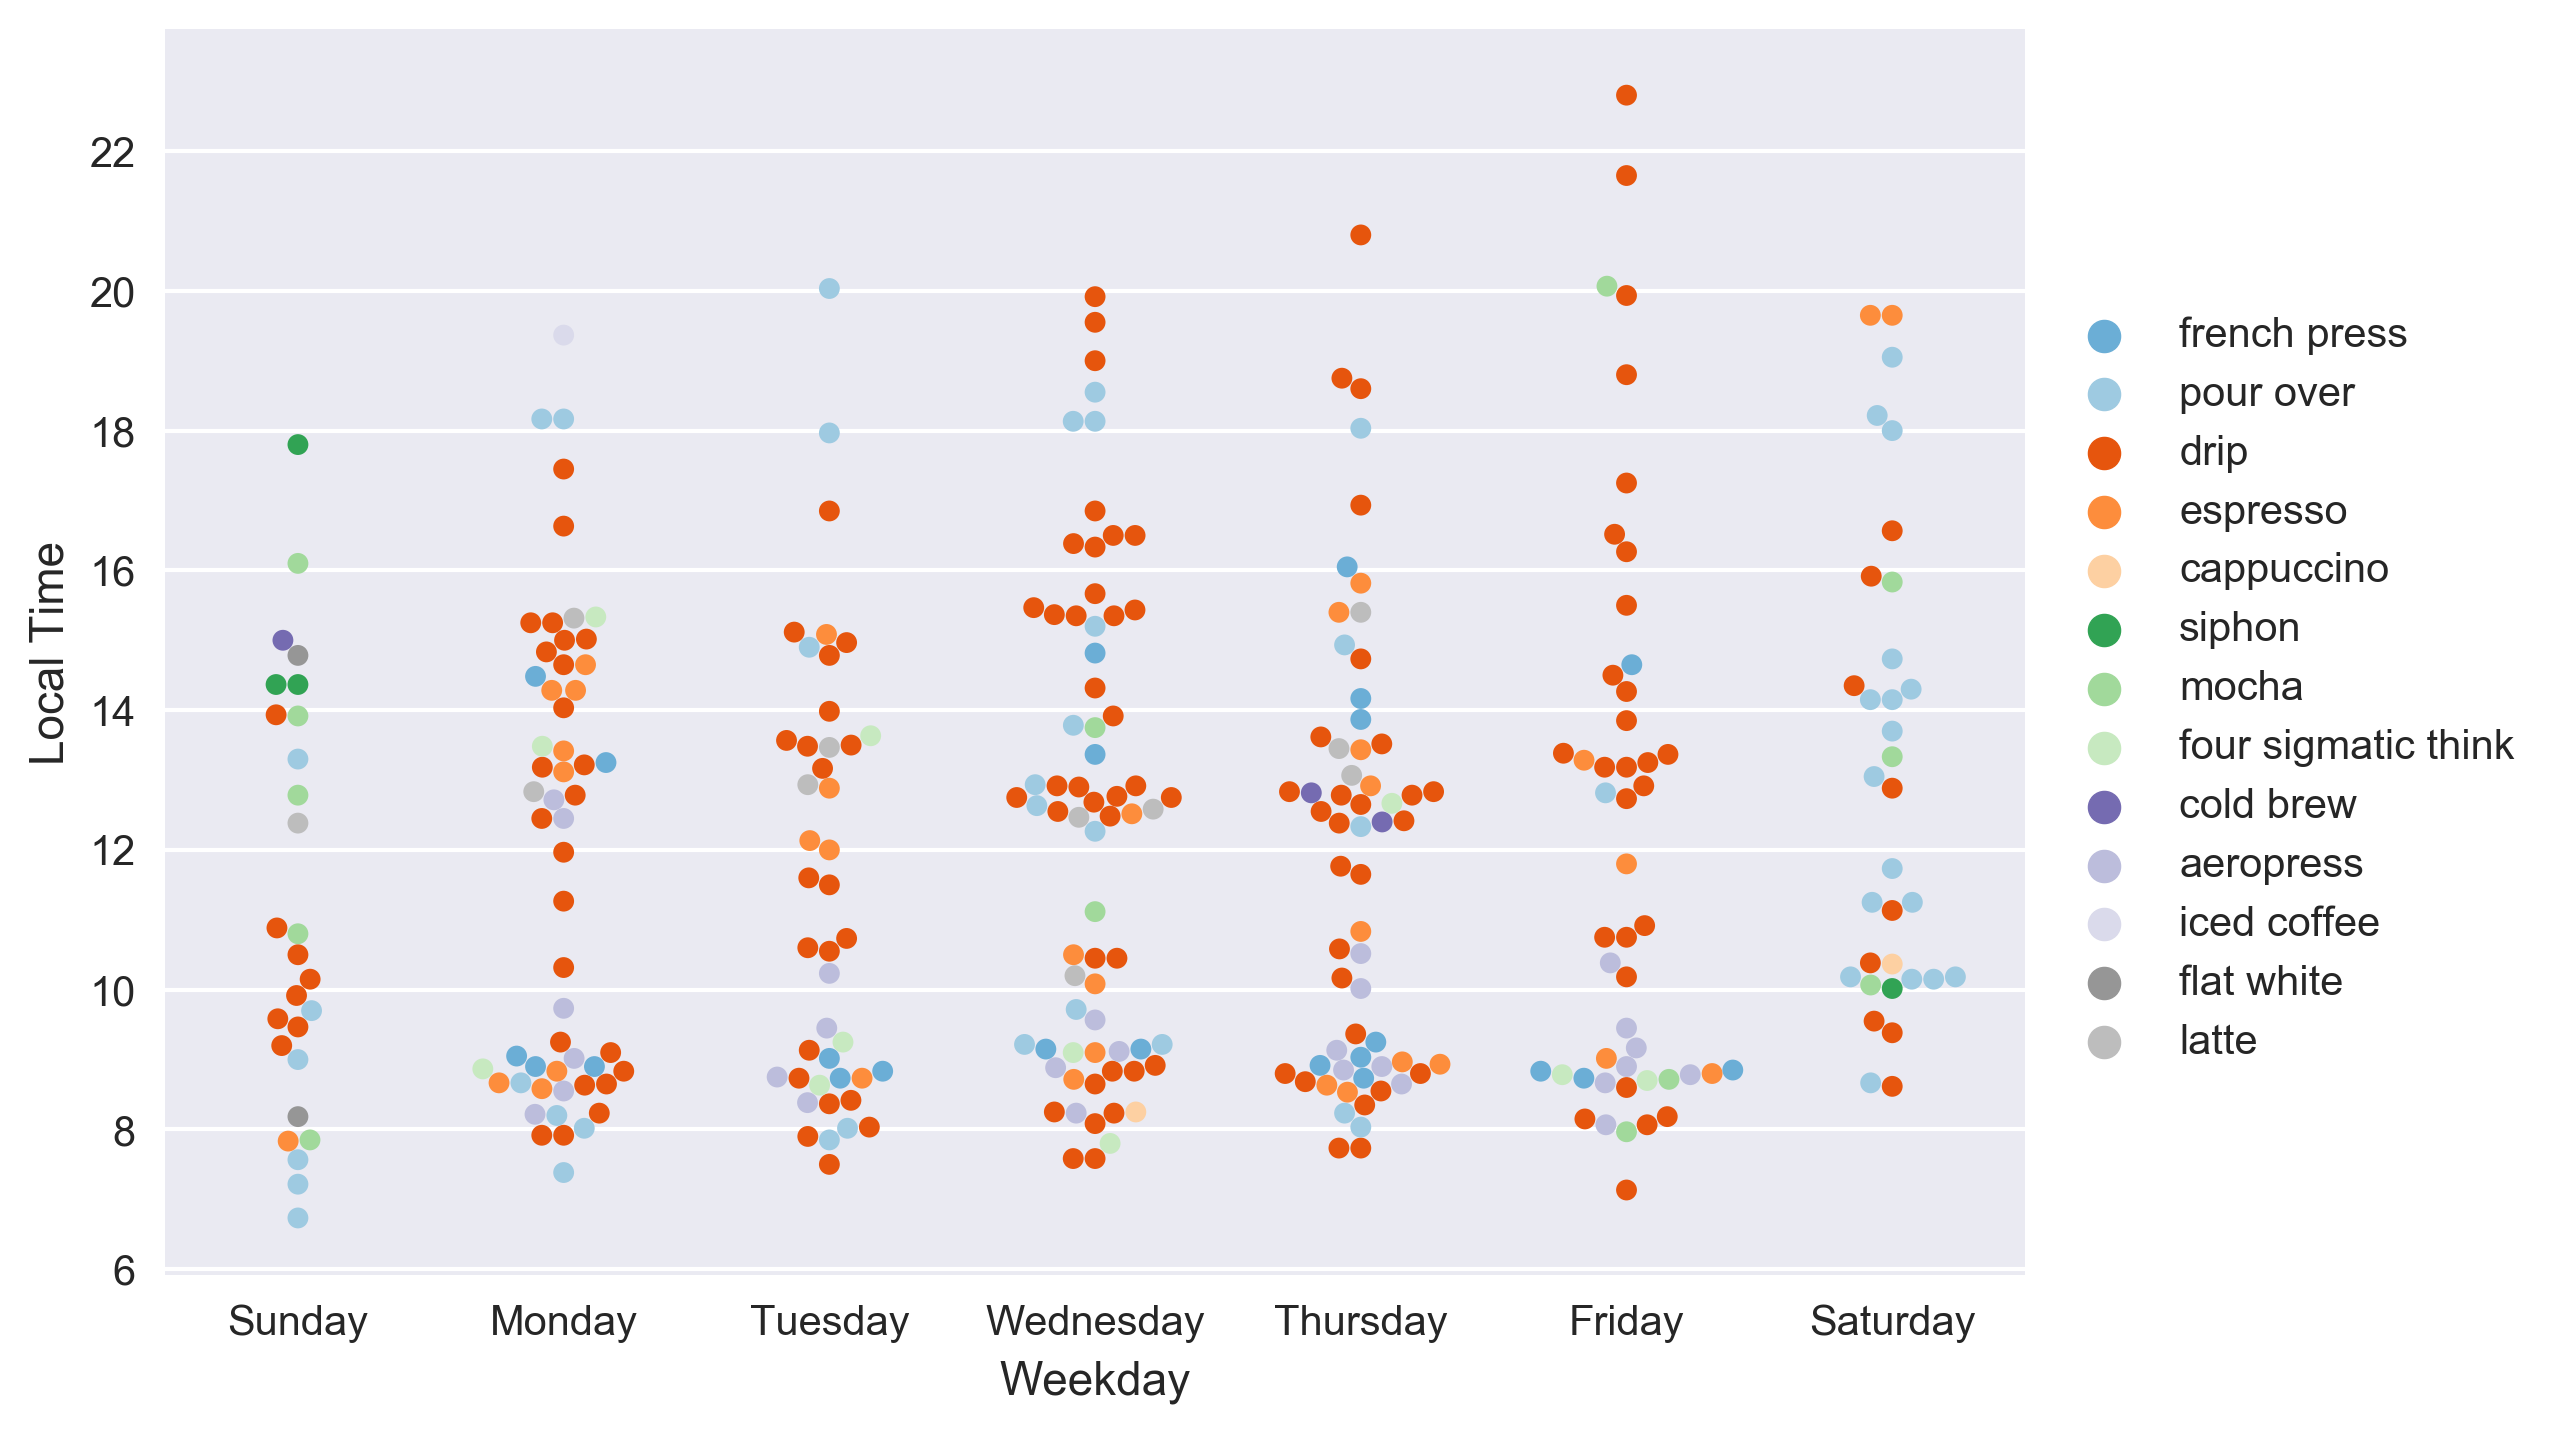 22
20
18
16
14
12
10
8
6
Local Time
Sunday
Monday
Tuesday
Wednesday
Thursday
Friday
Saturday
Weekday
french press
pour over
drip
espresso
cappuccino
siphon
mocha
four sigmatic think
cold brew
aeropress
iced coffee
flat white
latte